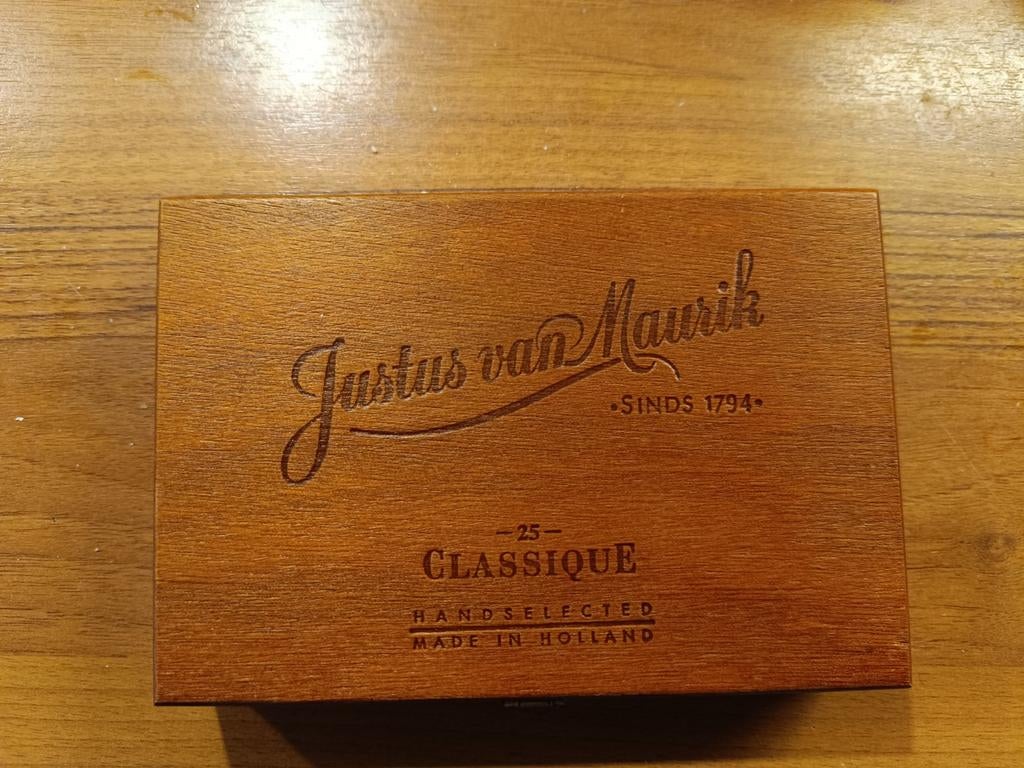 Justus van Maurik
•SINDS 1794•
–25–
CLASSIQUE
HANDSELECTED
MADE IN HOLLAND